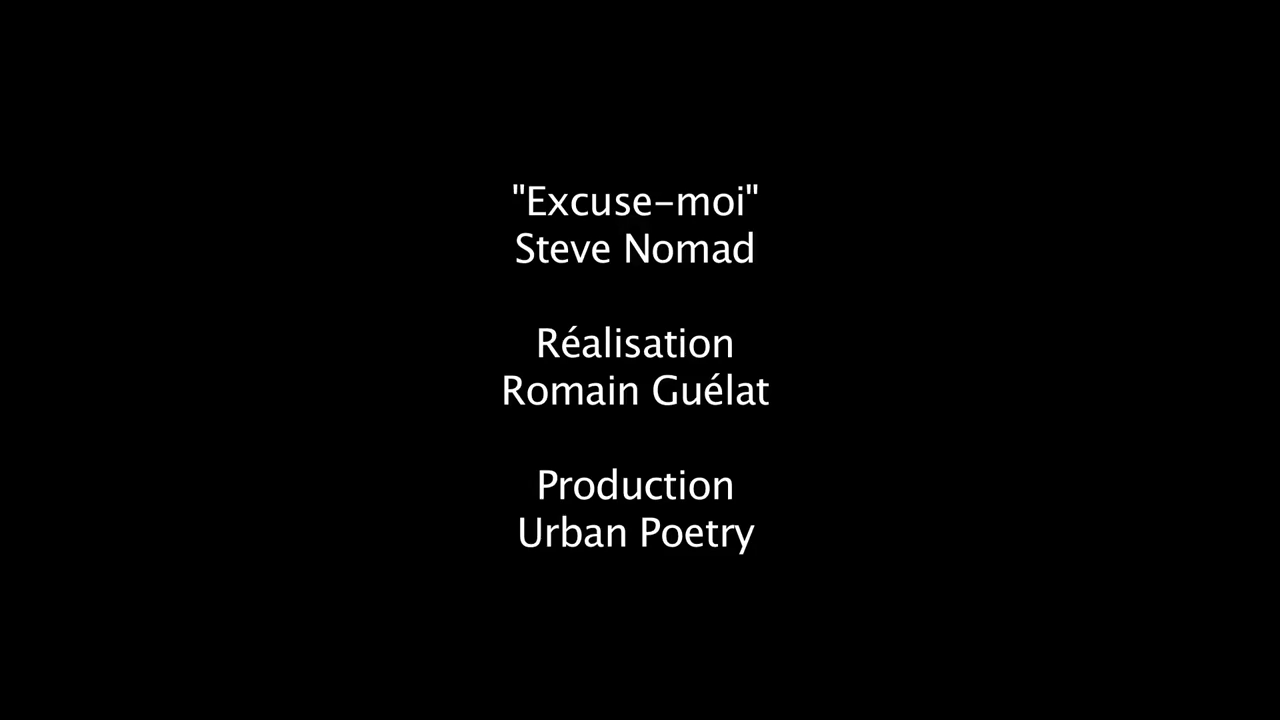 "Excuse-moi"
Steve Nomad
Réalisation
Romain Guélat
Production
Urban Poetry